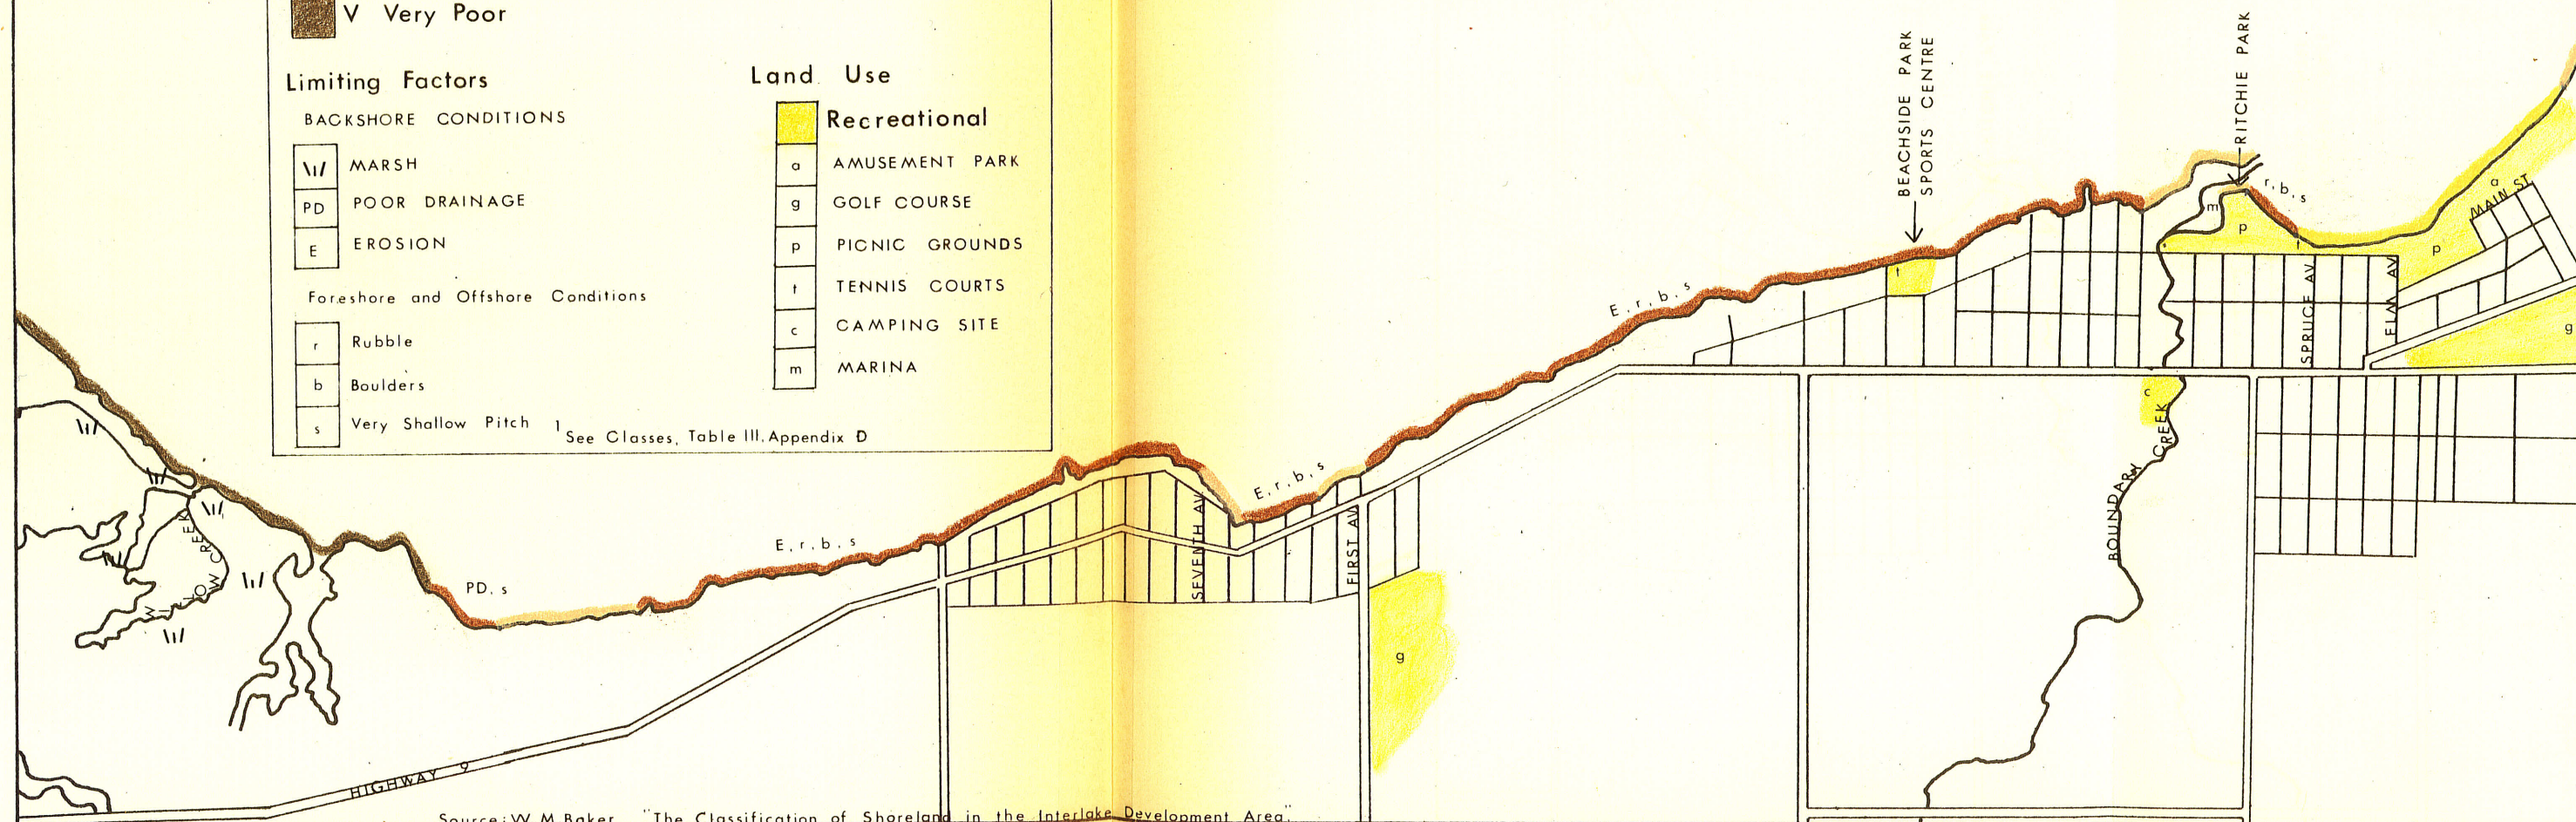 V Very Poor
Limiting Factors
BACKSHORE CONDITIONS
\I/ MARSH
PD POOR DRAINAGE
E EROSION
Foreshore and Offshore Conditions
r Rubble
b Boulders
s Very Shallow Pitch
1 See Classes, Table III, Appendix D
Land Use
Recreational
a AMUSEMENT PARK
g GOLF COURSE
p PICNIC GROUNDS
t TENNIS COURTS
c CAMPING SITE
m MARINA
BEACHSIDE PARK
SPORTS CENTRE
RITCHIE PARK
r, b, s
a
MAIN ST.
m
p
t
p
g
t
E, r, b, s
SPRUCE AV
ELM AV
c
BOUNDARY CREEK
E, r, b, s
SEVENTH AV
FIRST AV
g
E, r, b, s
PD, s
WILLOW CREEK
HIGHWAY 9
Source: W. M. Baker "The Classification of Shoreland in the Interlake Development Area."